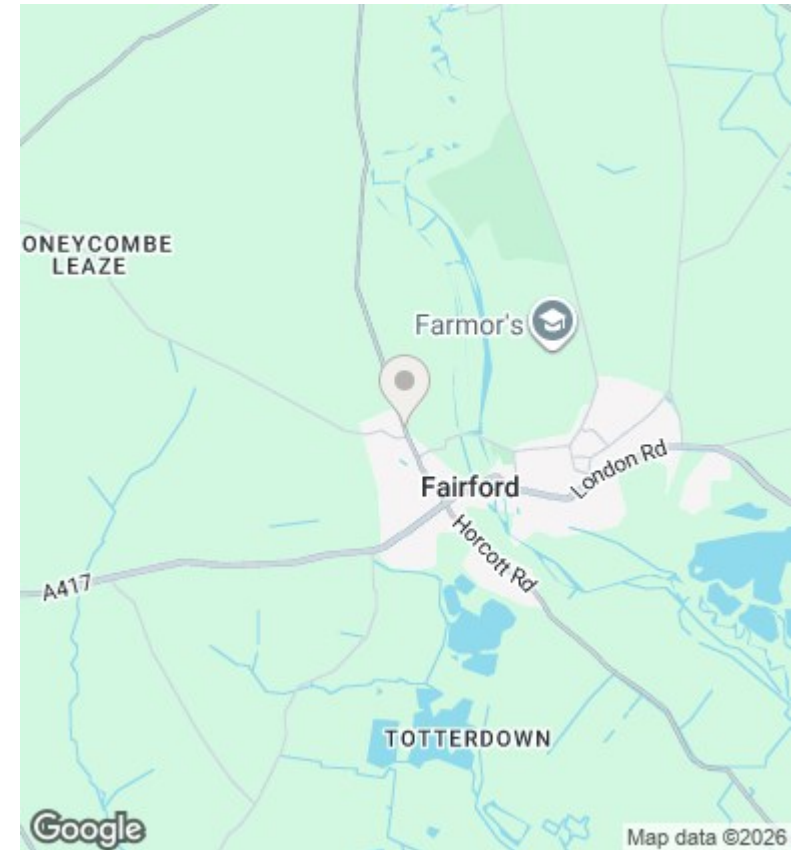 ONEYCOMBE
LEAZE
Farmor's
London Rd
Fairford
Horcott Rd
A417
TOTTERDOWN
Google
Map data ©2026